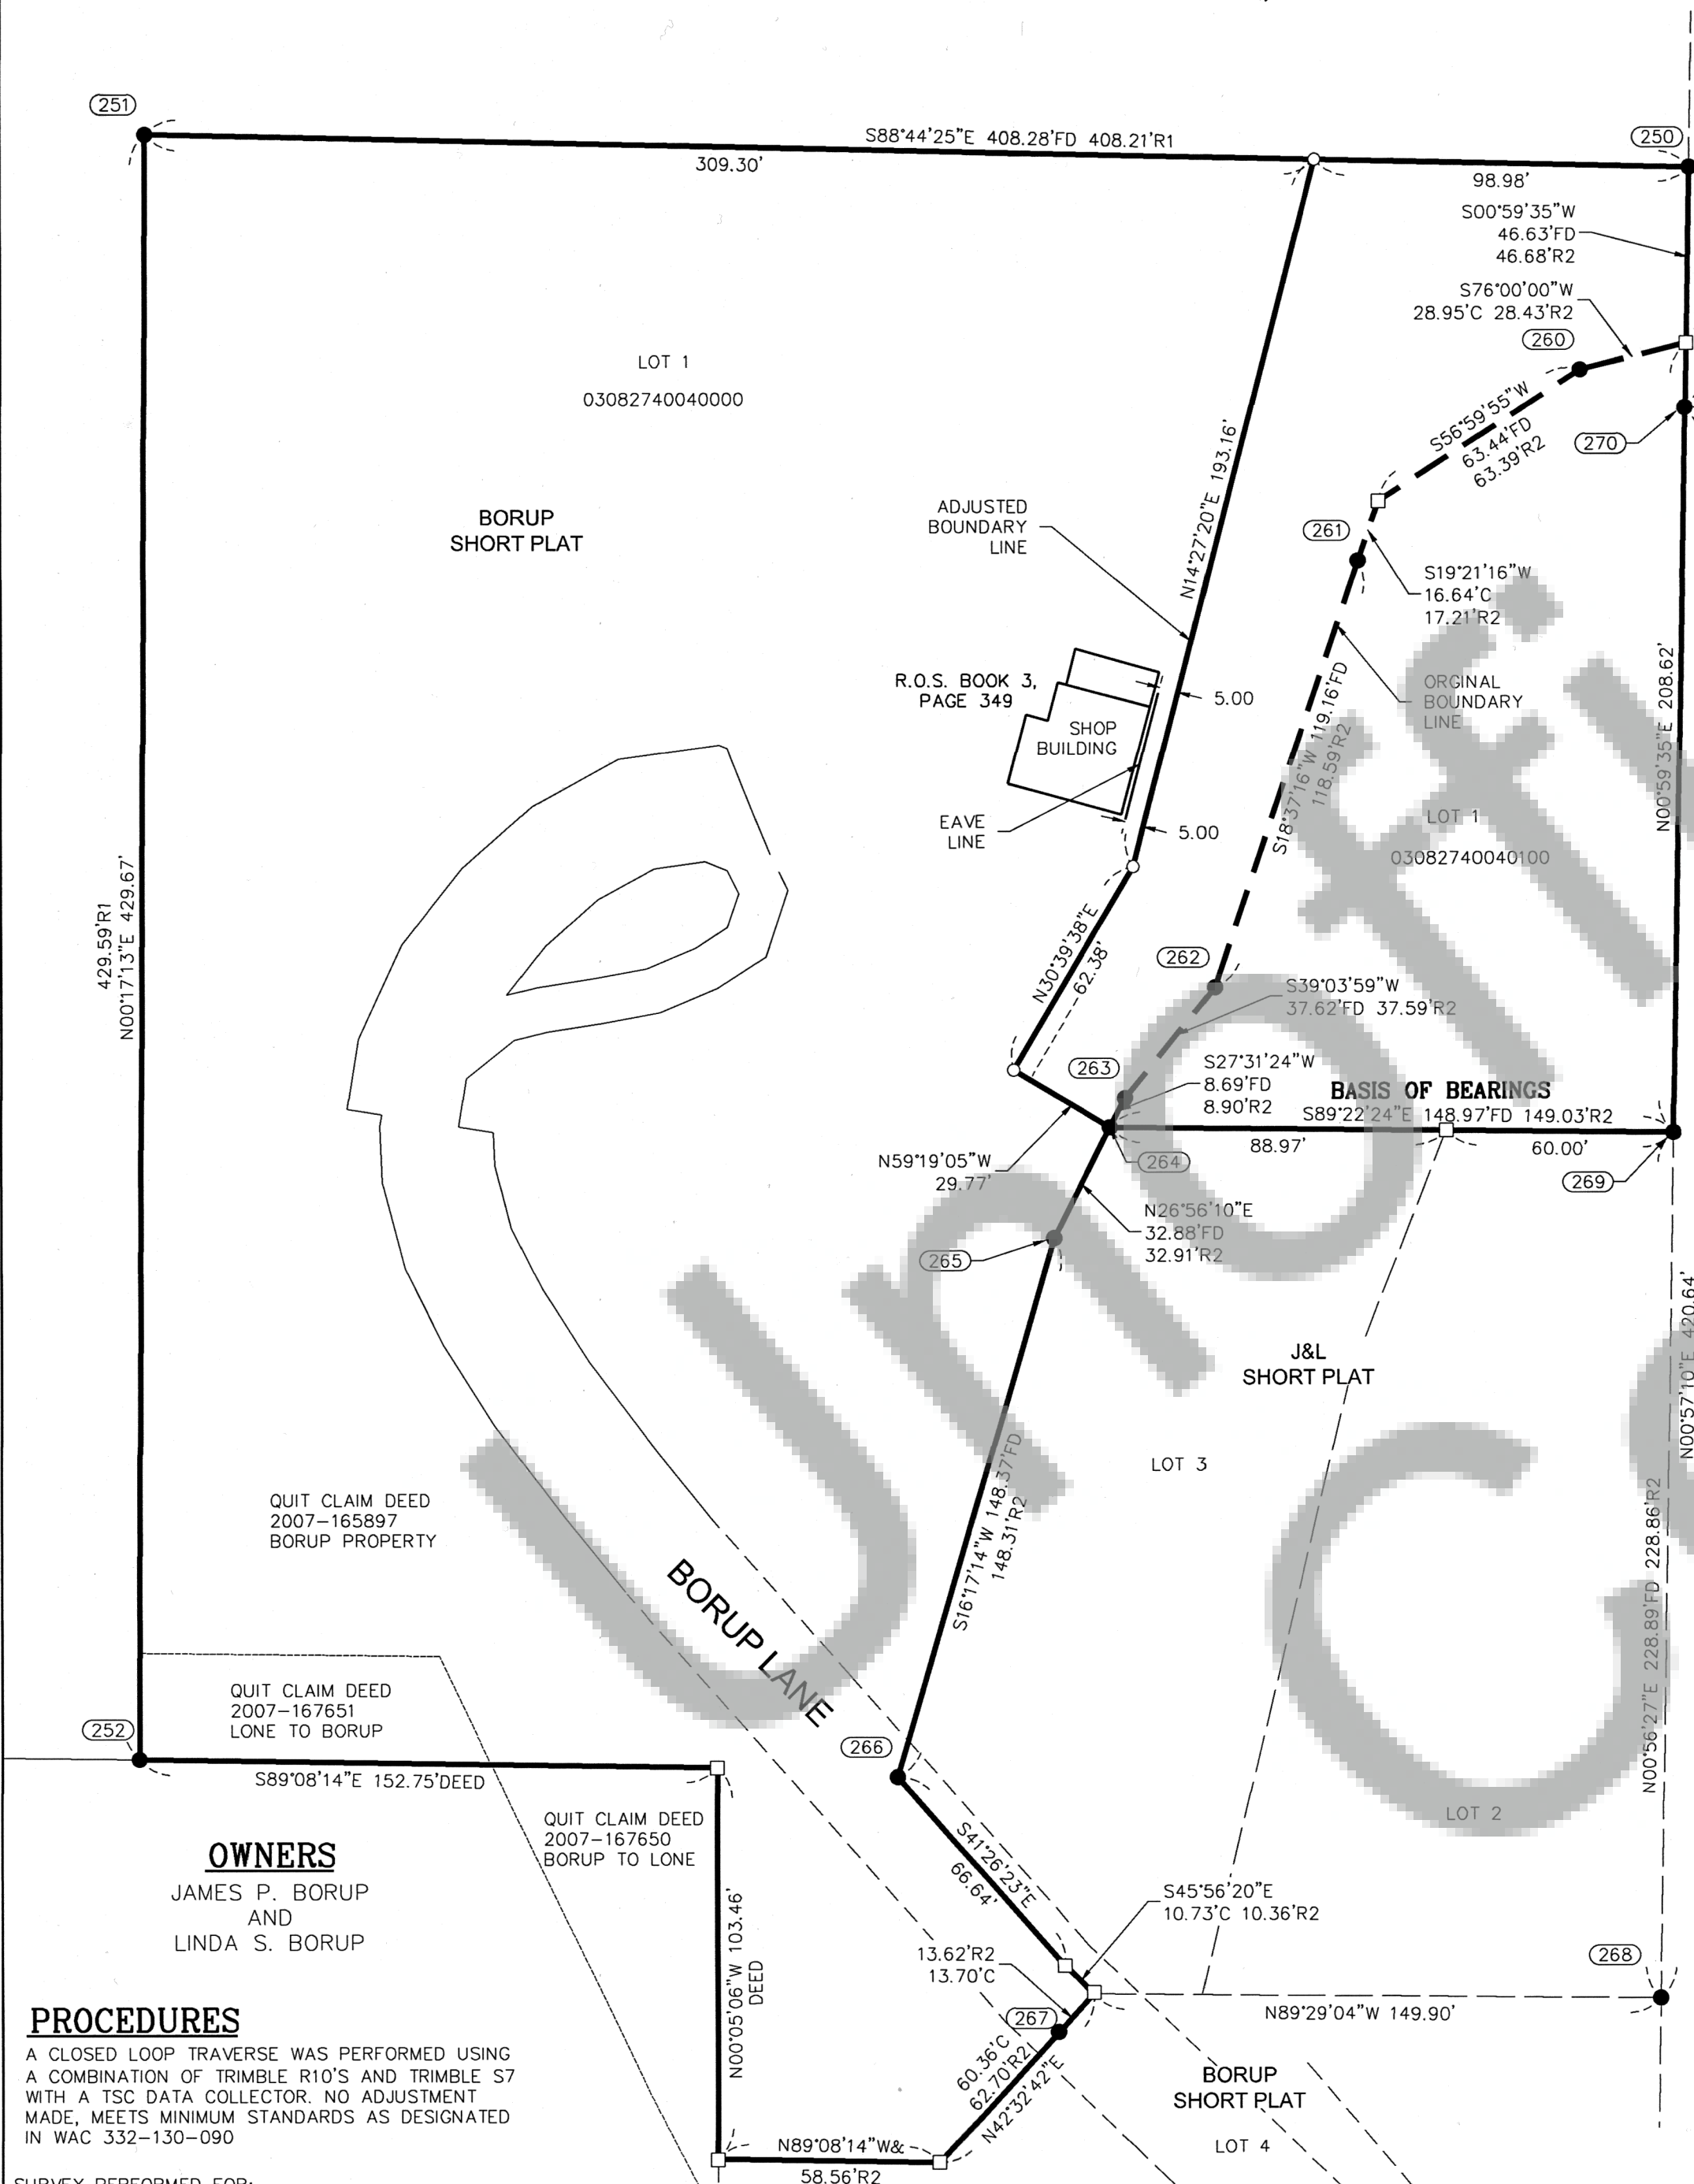 251
S88°44'25"E 408.28'FD 408.21'R1
309.30'
250
98.98'
S00°59'35"W
46.63'FD
46.68'R2
S76°00'00"W
28.95'C 28.43'R2
260
LOT 1
03082740040000
S56°59'55"W
63.44'FD
63.39'R2
270
N14°27'20"E 193.16'
BORUP
SHORT PLAT
ADJUSTED
BOUNDARY
LINE
261
S19°21'16"W
16.64'C
17.21'R2
R.O.S. BOOK 3,
PAGE 349
SHOP
BUILDING
5.00
ORGINAL
BOUNDARY
LINE
N00°59'35"E 208.62'
S18°37'16"W 119.16'FD
118.59'R2
EAVE
LINE
5.00
LOT 1
03082740040100
429.59'R1
N00°17'13"E 429.67'
N30°39'38"E
62.38'
262
S39°03'59"W
37.62'FD 37.59'R2
263
S27°31'24"W
8.69'FD
8.90'R2
BASIS OF BEARINGS
S89°22'24"E 148.97'FD 149.03'R2
88.97'
60.00'
N59°19'05"W
29.77'
264
269
N26°56'10"E
32.88'FD
32.91'R2
265
J&L
SHORT PLAT
N00°57'10"E 420.64'
LOT 3
S16°17'14"W 148.37'FD
148.31'R2
QUIT CLAIM DEED
2007-165897
BORUP PROPERTY
BORUP LANE
N00°56'27"E 228.89'FD 228.86'R2
QUIT CLAIM DEED
2007-167651
LONE TO BORUP
252
266
S89°08'14"E 152.75'DEED
QUIT CLAIM DEED
2007-167650
BORUP TO LONE
LOT 2
OWNERS
JAMES P. BORUP
AND
LINDA S. BORUP
S41°26'23"E
66.64'
S45°56'20"E
10.73'C 10.36'R2
N00°05'06"W 103.46'
DEED
13.62'R2
13.70'C
268
267
N89°29'04"W 149.90'
PROCEDURES
A CLOSED LOOP TRAVERSE WAS PERFORMED USING
A COMBINATION OF TRIMBLE R10'S AND TRIMBLE S7
WITH A TSC DATA COLLECTOR. NO ADJUSTMENT
MADE, MEETS MINIMUM STANDARDS AS DESIGNATED
IN WAC 332-130-090
60.36'C
62.70'R2
N42°32'42"E
BORUP
SHORT PLAT
LOT 4
N89°08'14"W&
58.56'R2
SURVEY PERFORMED FOR: